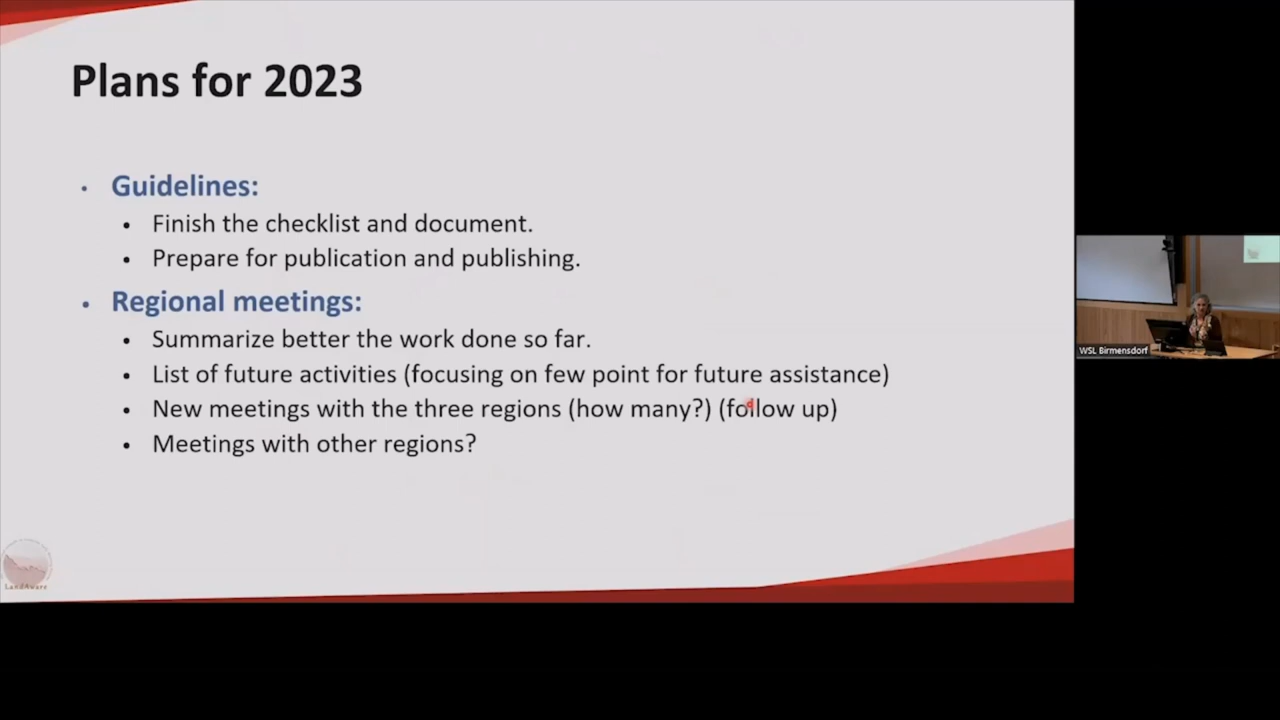 Plans for 2023
• Guidelines:
• Finish the checklist and document.
• Prepare for publication and publishing.
• Regional meetings:
• Summarize better the work done so far.
• List of future activities (focusing on few point for future assistance)
• New meetings with the three regions (how many?) (follow up)
• Meetings with other regions?
WSL Birmensdorf
LandAware